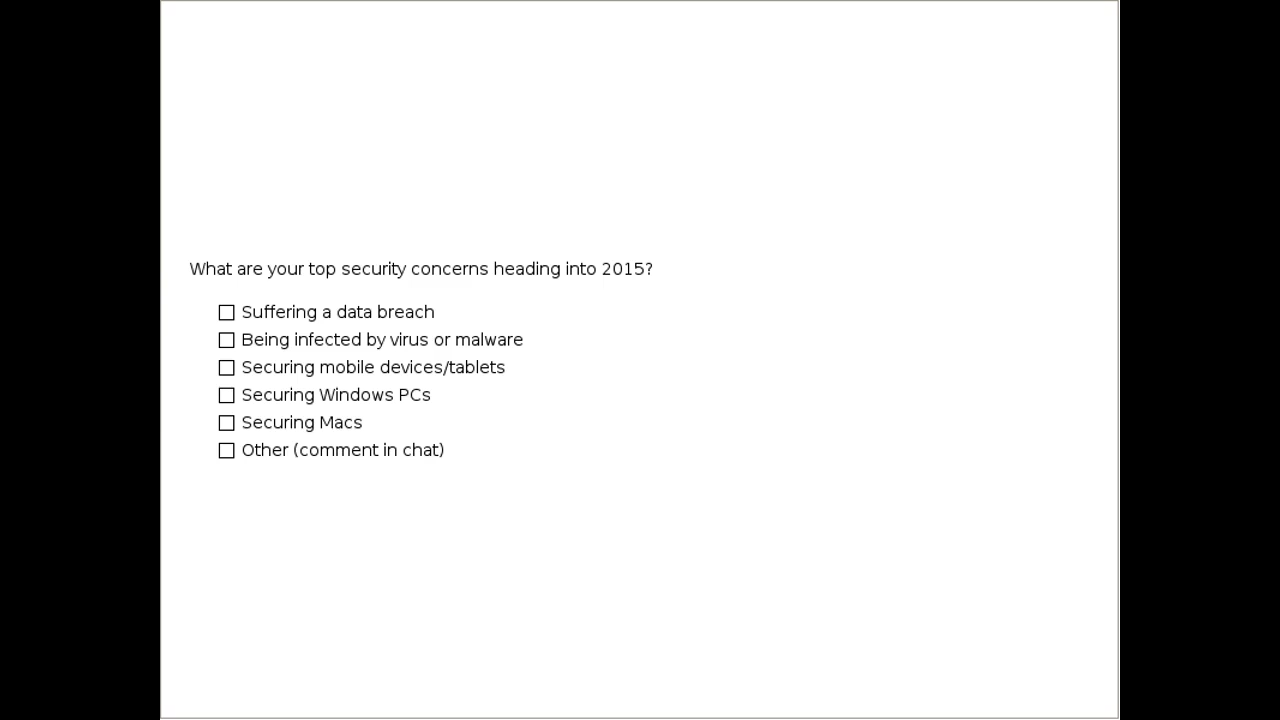 What are your top security concerns heading into 2015?
Suffering a data breach
Being infected by virus or malware
Securing mobile devices/tablets
Securing Windows PCs
Securing Macs
Other (comment in chat)